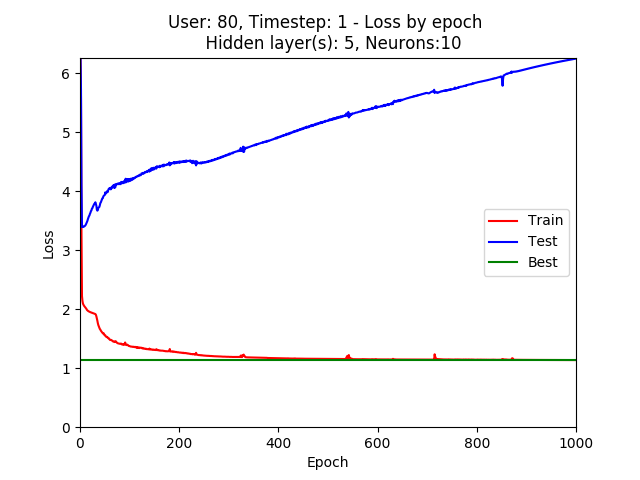 User: 80, Timestep: 1 - Loss by epoch
Hidden layer(s): 5, Neurons:10
6
5
4
3
2
1
0
Loss
Train
Test
Best
0 200 400 600 800 1000
Epoch